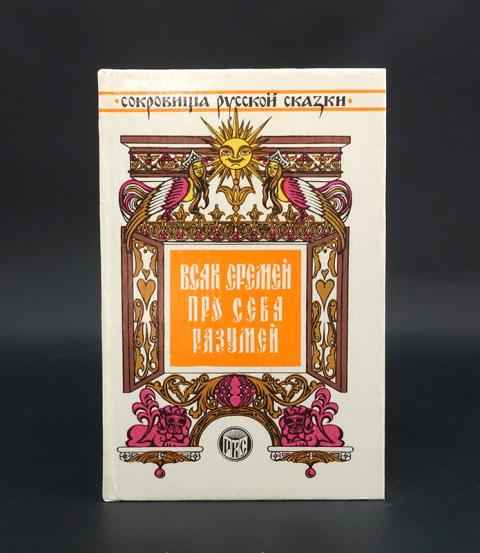 СОКРОВИЩА РУССКОЙ СКАЗКИ
ВСЯК ЕРЕМЕЙ
ПРО СЕБЯ
РАЗУМЕЙ
РКС